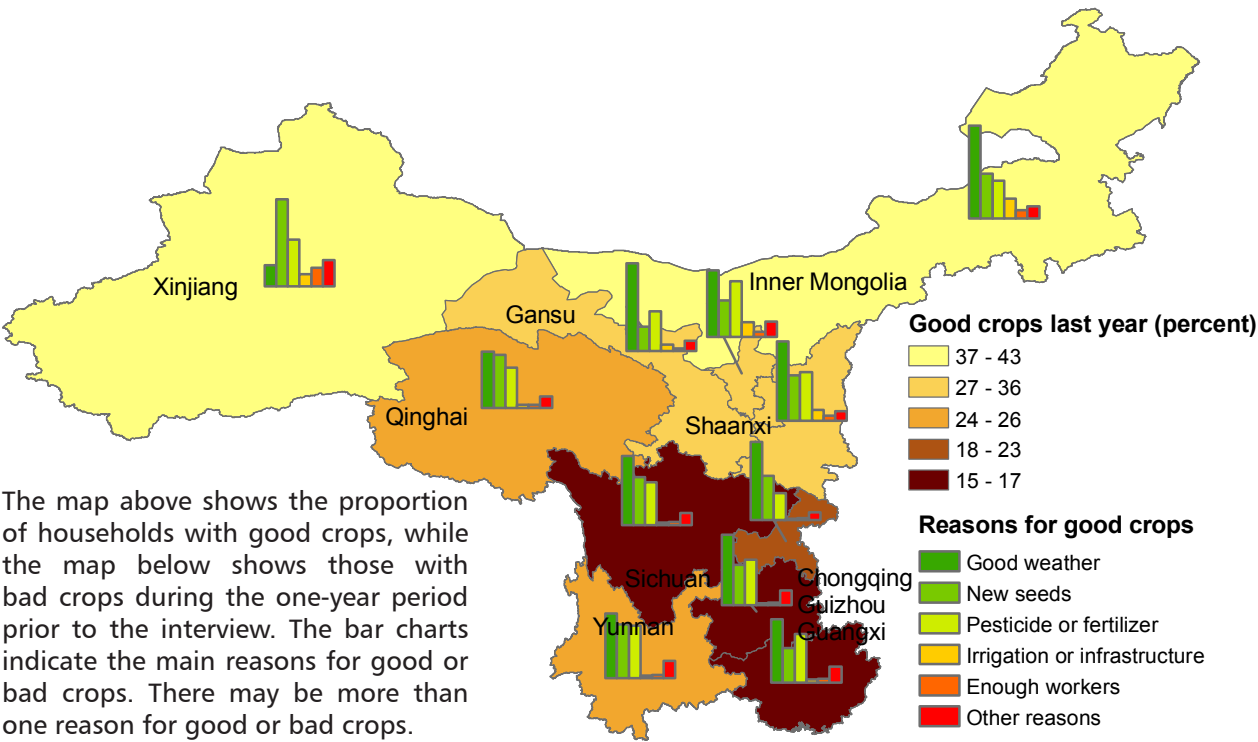 Xinjiang
Gansu
Inner Mongolia
Qinghai
Shaanxi
Sichuan
Chongqing
Guizhou
Guangxi
Yunnan
Good crops last year (percent)
37 - 43
27 - 36
24 - 26
18 - 23
15 - 17
Reasons for good crops
Good weather
New seeds
Pesticide or fertilizer
Irrigation or infrastructure
Enough workers
Other reasons
The map above shows the proportion
of households with good crops, while
the map below shows those with
bad crops during the one-year period
prior to the interview. The bar charts
indicate the main reasons for good or
bad crops. There may be more than
one reason for good or bad crops.